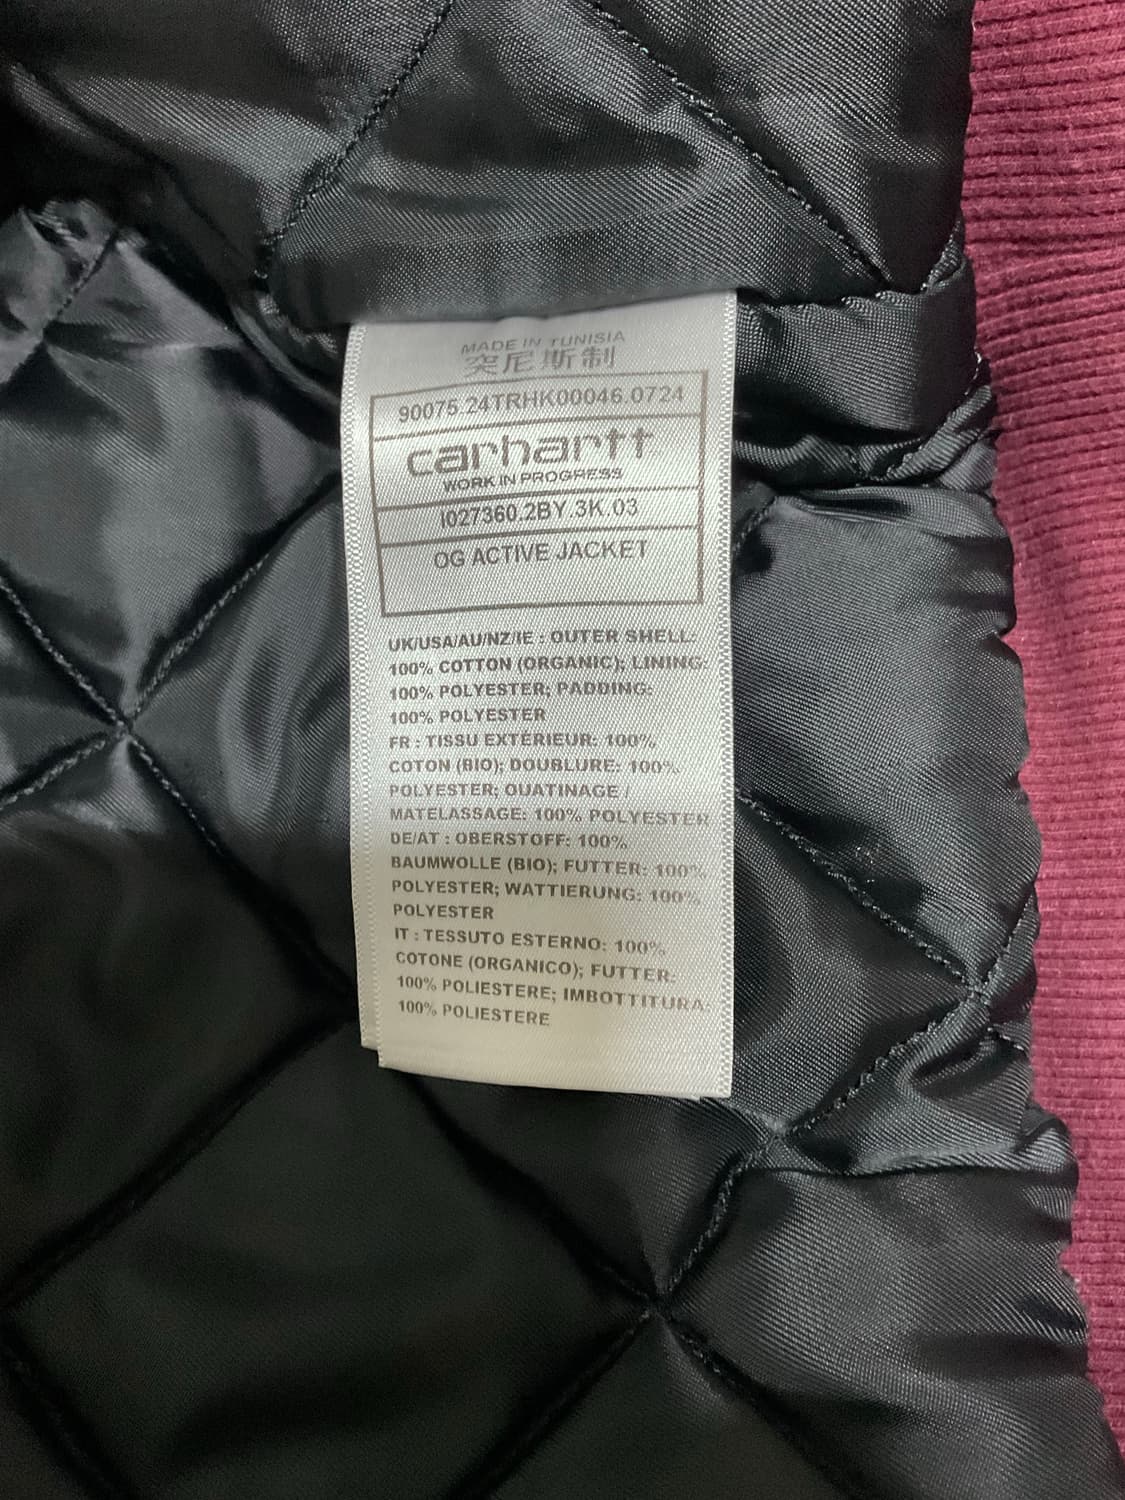 MADE IN TUNISIA
突尼斯制
90075.24TRHK00046.0724
carhartt
WORK IN PROGRESS
I027360.2BY.3K.03
OG ACTIVE JACKET
UK/USA/AU/NZ/IE : OUTER SHELL:
100% COTTON (ORGANIC); LINING:
100% POLYESTER; PADDING:
100% POLYESTER
FR : TISSU EXTERIEUR: 100%
COTON (BIO); DOUBLURE: 100%
POLYESTER; OUATINAGE /
MATELASSAGE: 100% POLYESTER
DE/AT : OBERSTOFF: 100%
BAUMWOLLE (BIO); FUTTER: 100%
POLYESTER; WATTIERUNG: 100%
POLYESTER
IT : TESSUTO ESTERNO: 100%
COTONE (ORGANICO); FUTTER:
100% POLIESTERE; IMBOTTITURA:
100% POLIESTERE